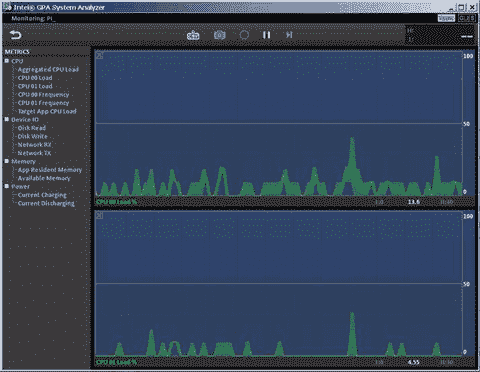 Intel® GPA System Analyzer
Monitoring: Pi_
METRICS
CPU
Aggregated CPU Load
CPU 00 Load
CPU 01 Load
CPU 00 Frequency
CPU 01 Frequency
Target App CPU Load
Device IO
Disk Read
Disk Write
Network RX
Network TX
Memory
App Resident Memory
Available Memory
Power
Current Charging
Current Discharging
100
50
0
CPU 00 Load %
13.6
100
50
0
CPU 01 Load %
4.55